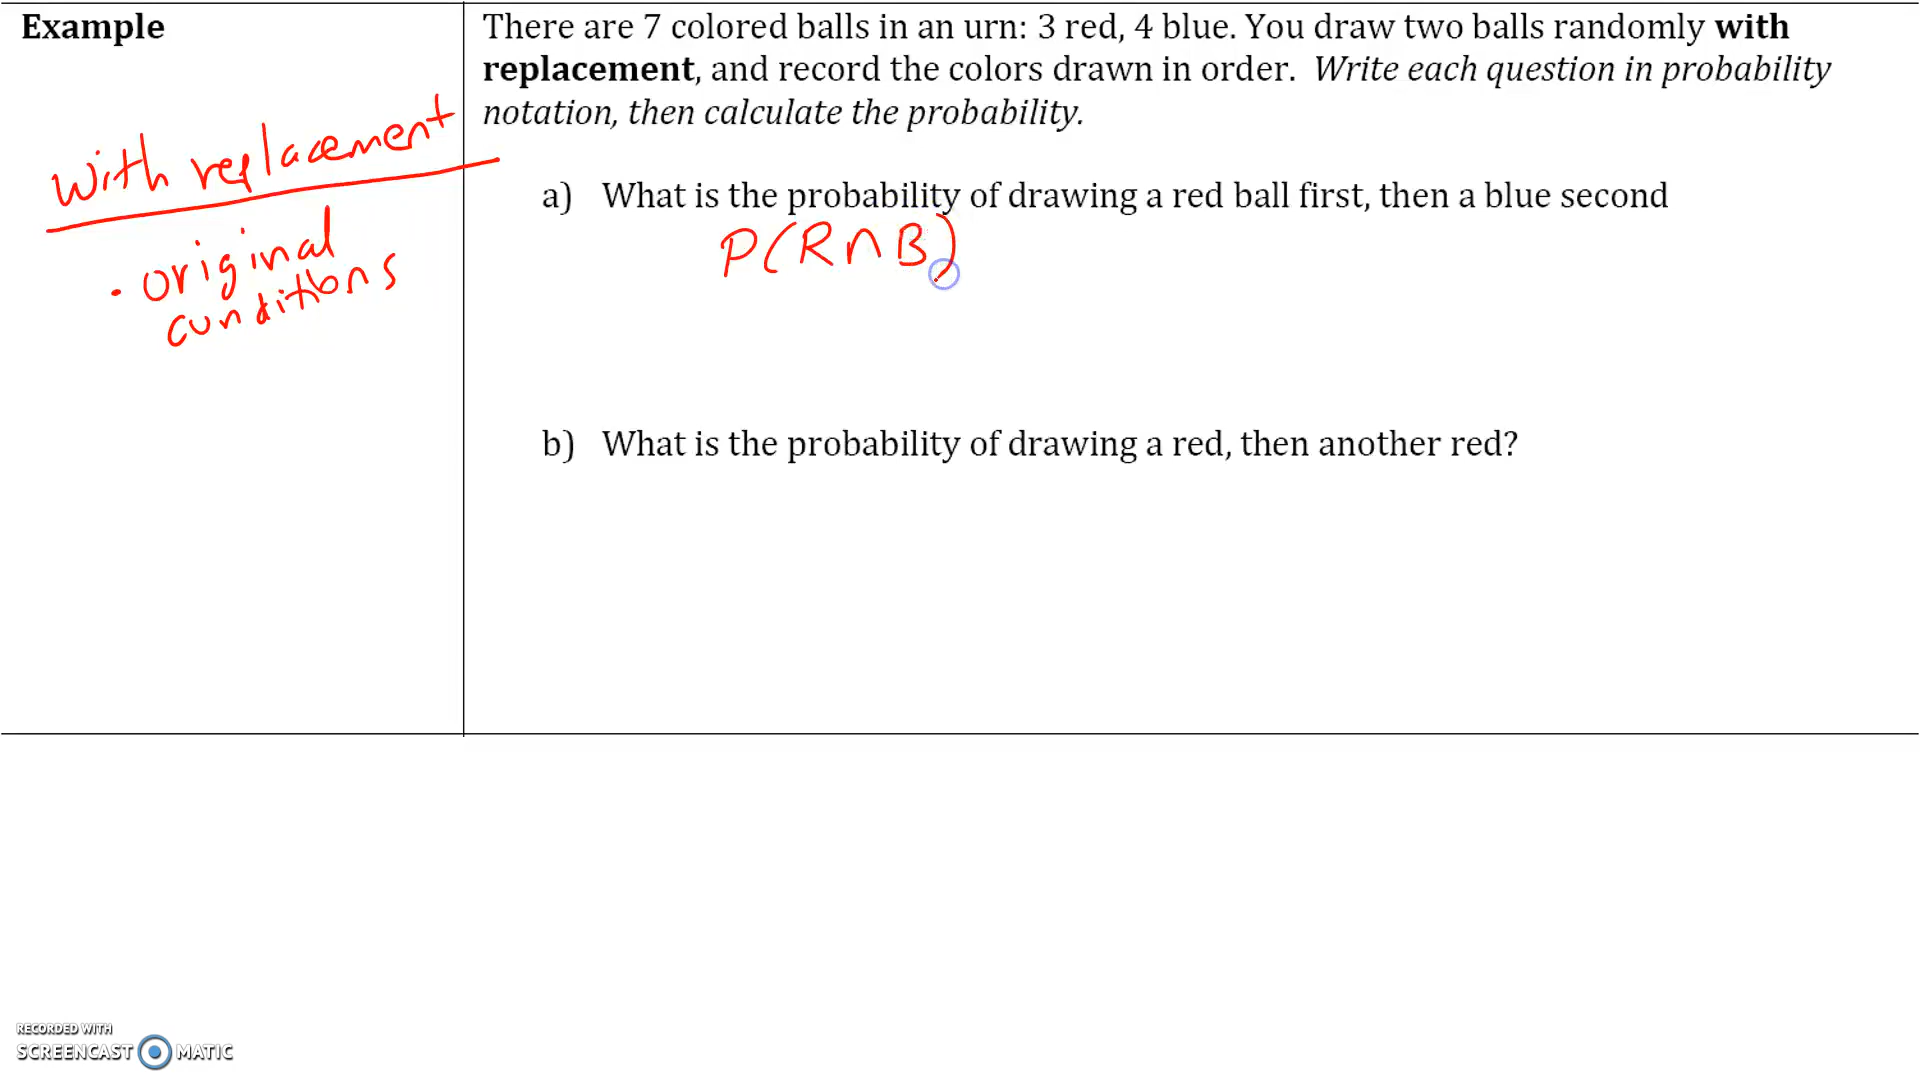 Example
There are 7 colored balls in an urn: 3 red, 4 blue. You draw two balls randomly with
replacement, and record the colors drawn in order. Write each question in probability
notation, then calculate the probability.
With replacement
• original
conditions
a) What is the probability of drawing a red ball first, then a blue second
P(R∩B)
b) What is the probability of drawing a red, then another red?
RECORDED WITH
SCREENCAST MATIC